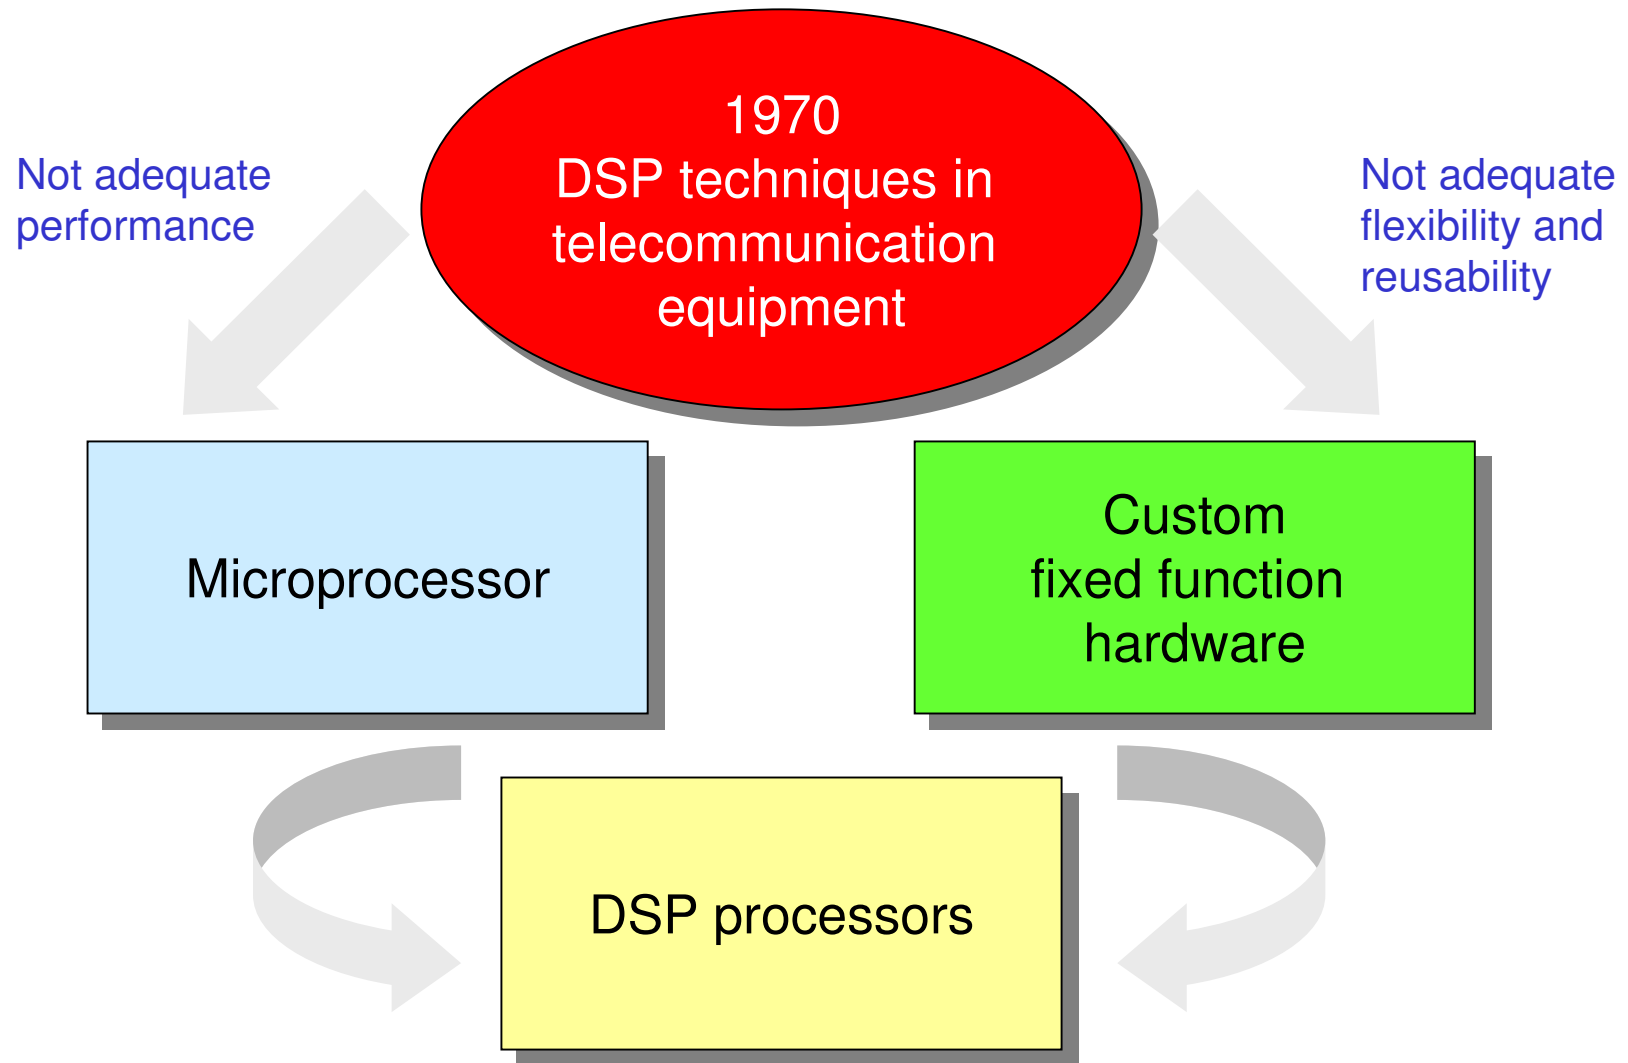 1970
DSP techniques in
telecommunication
equipment
Not adequate
performance
Not adequate
flexibility and
reusability
Microprocessor
Custom
fixed function
hardware
DSP processors